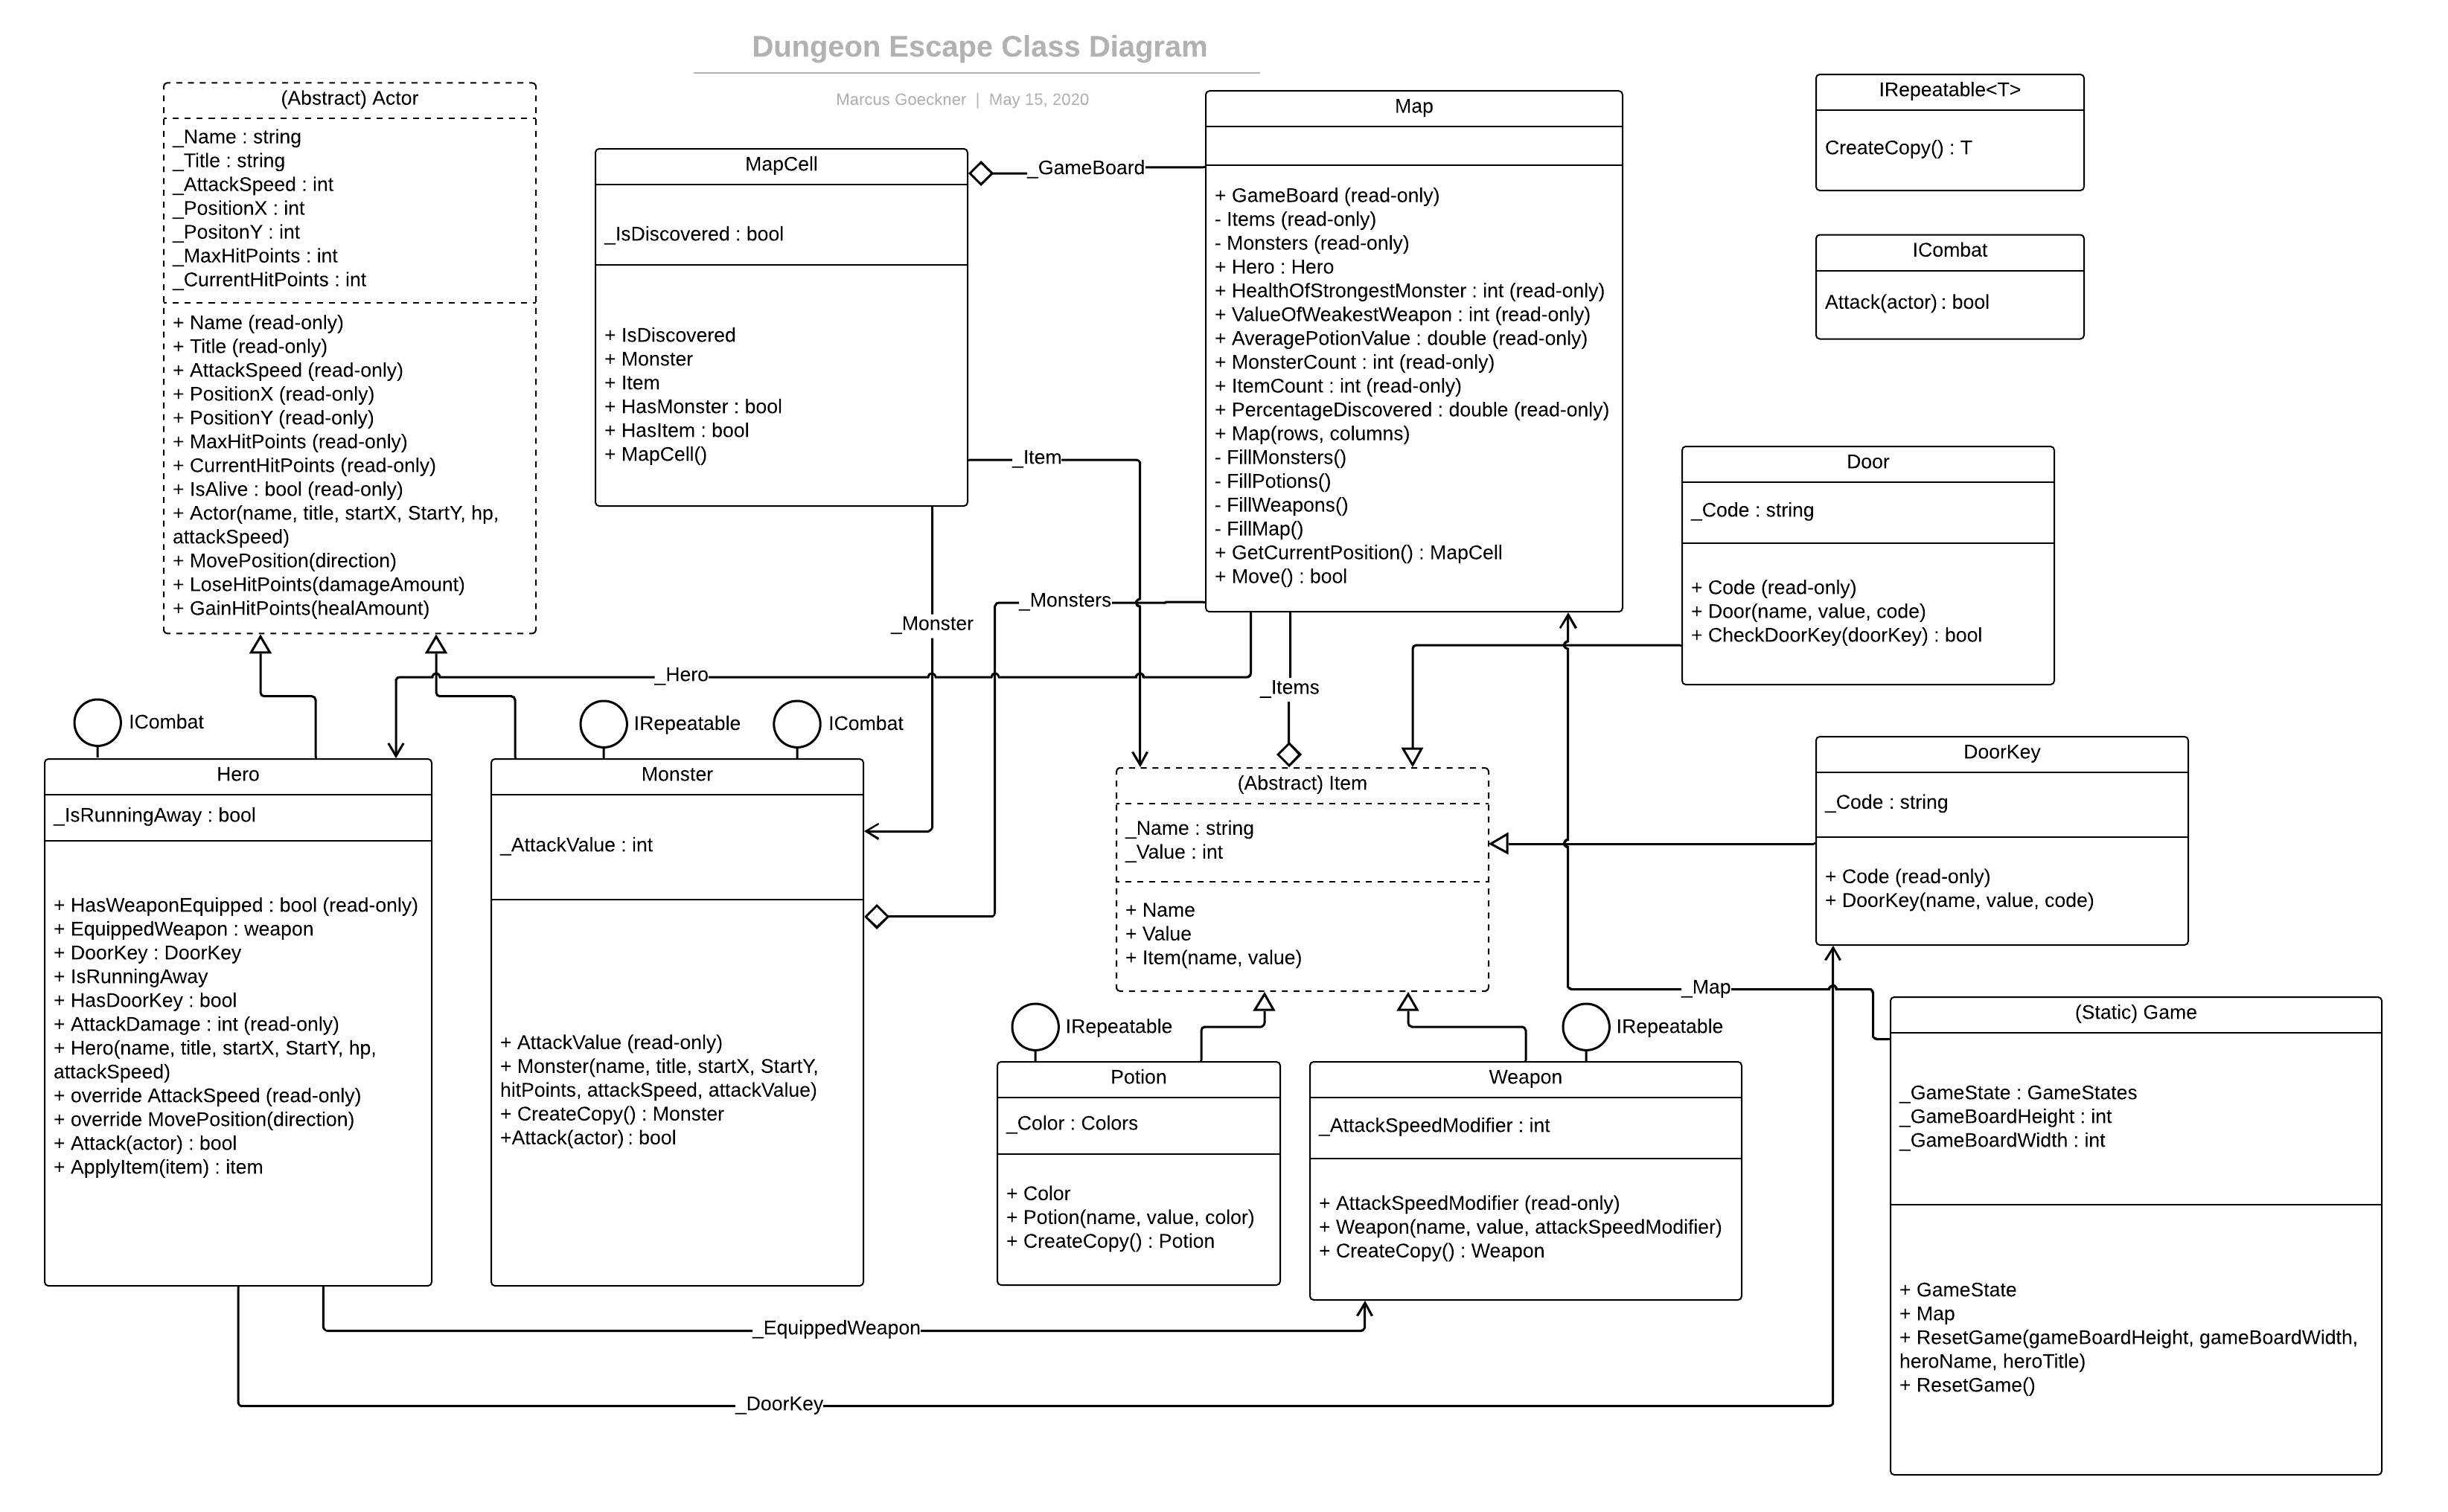 Dungeon Escape Class Diagram
Marcus Goeckner | May 15, 2020
(Abstract) Actor
_Name : string
_Title : string
_AttackSpeed : int
_PositionX : int
_PositonY : int
_MaxHitPoints : int
_CurrentHitPoints : int
+ Name (read-only)
+ Title (read-only)
+ AttackSpeed (read-only)
+ PositionX (read-only)
+ PositionY (read-only)
+ MaxHitPoints (read-only)
+ CurrentHitPoints (read-only)
+ IsAlive : bool (read-only)
+ Actor(name, title, startX, StartY, hp,
attackSpeed)
+ MovePosition(direction)
+ LoseHitPoints(damageAmount)
+ GainHitPoints(healAmount)
MapCell
_IsDiscovered : bool
+ IsDiscovered
+ Monster
+ Item
+ HasMonster : bool
+ HasItem : bool
+ MapCell()
_GameBoard
Map
+ GameBoard (read-only)
- Items (read-only)
- Monsters (read-only)
+ Hero : Hero
+ HealthOfStrongestMonster : int (read-only)
+ ValueOfWeakestWeapon : int (read-only)
+ AveragePotionValue : double (read-only)
+ MonsterCount : int (read-only)
+ ItemCount : int (read-only)
+ PercentageDiscovered : double (read-only)
+ Map(rows, columns)
- FillMonsters()
- FillPotions()
- FillWeapons()
- FillMap()
+ GetCurrentPosition() : MapCell
+ Move() : bool
IRepeatable<T>
CreateCopy() : T
ICombat
Attack(actor) : bool
Door
_Code : string
+ Code (read-only)
+ Door(name, value, code)
+ CheckDoorKey(doorKey) : bool
_Item
_Monsters
_Monster
_Hero
_Items
ICombat
IRepeatable
ICombat
Hero
_IsRunningAway : bool
+ HasWeaponEquipped : bool (read-only)
+ EquippedWeapon : weapon
+ DoorKey : DoorKey
+ IsRunningAway
+ HasDoorKey : bool
+ AttackDamage : int (read-only)
+ Hero(name, title, startX, StartY, hp,
attackSpeed)
+ override AttackSpeed (read-only)
+ override MovePosition(direction)
+ Attack(actor) : bool
+ ApplyItem(item) : item
Monster
_AttackValue : int
+ AttackValue (read-only)
+ Monster(name, title, startX, StartY,
hitPoints, attackSpeed, attackValue)
+ CreateCopy() : Monster
+Attack(actor) : bool
(Abstract) Item
_Name : string
_Value : int
+ Name
+ Value
+ Item(name, value)
DoorKey
_Code : string
+ Code (read-only)
+ DoorKey(name, value, code)
_Map
IRepeatable
IRepeatable
Potion
_Color : Colors
+ Color
+ Potion(name, value, color)
+ CreateCopy() : Potion
Weapon
_AttackSpeedModifier : int
+ AttackSpeedModifier (read-only)
+ Weapon(name, value, attackSpeedModifier)
+ CreateCopy() : Weapon
(Static) Game
_GameState : GameStates
_GameBoardHeight : int
_GameBoardWidth : int
+ GameState
+ Map
+ ResetGame(gameBoardHeight, gameBoardWidth,
heroName, heroTitle)
+ ResetGame()
_EquippedWeapon
_DoorKey